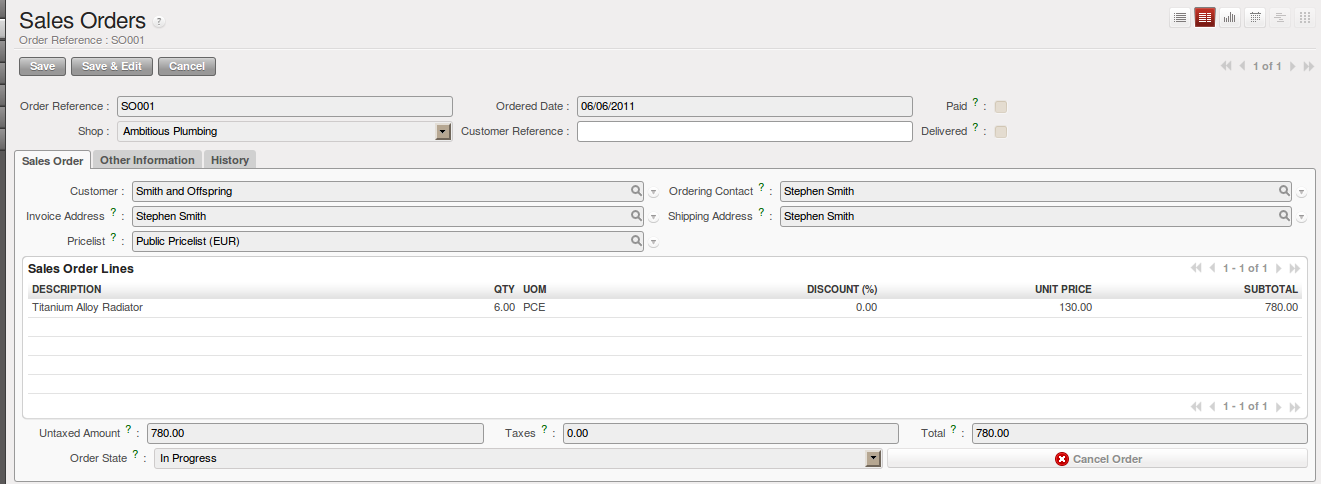 Sales Orders ?
Order Reference : SO001
Save Save & Edit Cancel 1 of 1
Order Reference : SO001 Ordered Date : 06/06/2011 Paid ? :
Shop : Ambitious Plumbing Customer Reference : Delivered ? :
Sales Order Other Information History
Customer : Smith and Offspring Ordering Contact ? : Stephen Smith
Invoice Address ? : Stephen Smith Shipping Address ? : Stephen Smith
Pricelist ? : Public Pricelist (EUR)
Sales Order Lines 1 - 1 of 1
DESCRIPTION QTY UOM DISCOUNT (%) UNIT PRICE SUBTOTAL
Titanium Alloy Radiator 6.00 PCE 0.00 130.00 780.00
1 - 1 of 1
Untaxed Amount ? : 780.00 Taxes ? : 0.00 Total ? : 780.00
Order State ? : In Progress Cancel Order